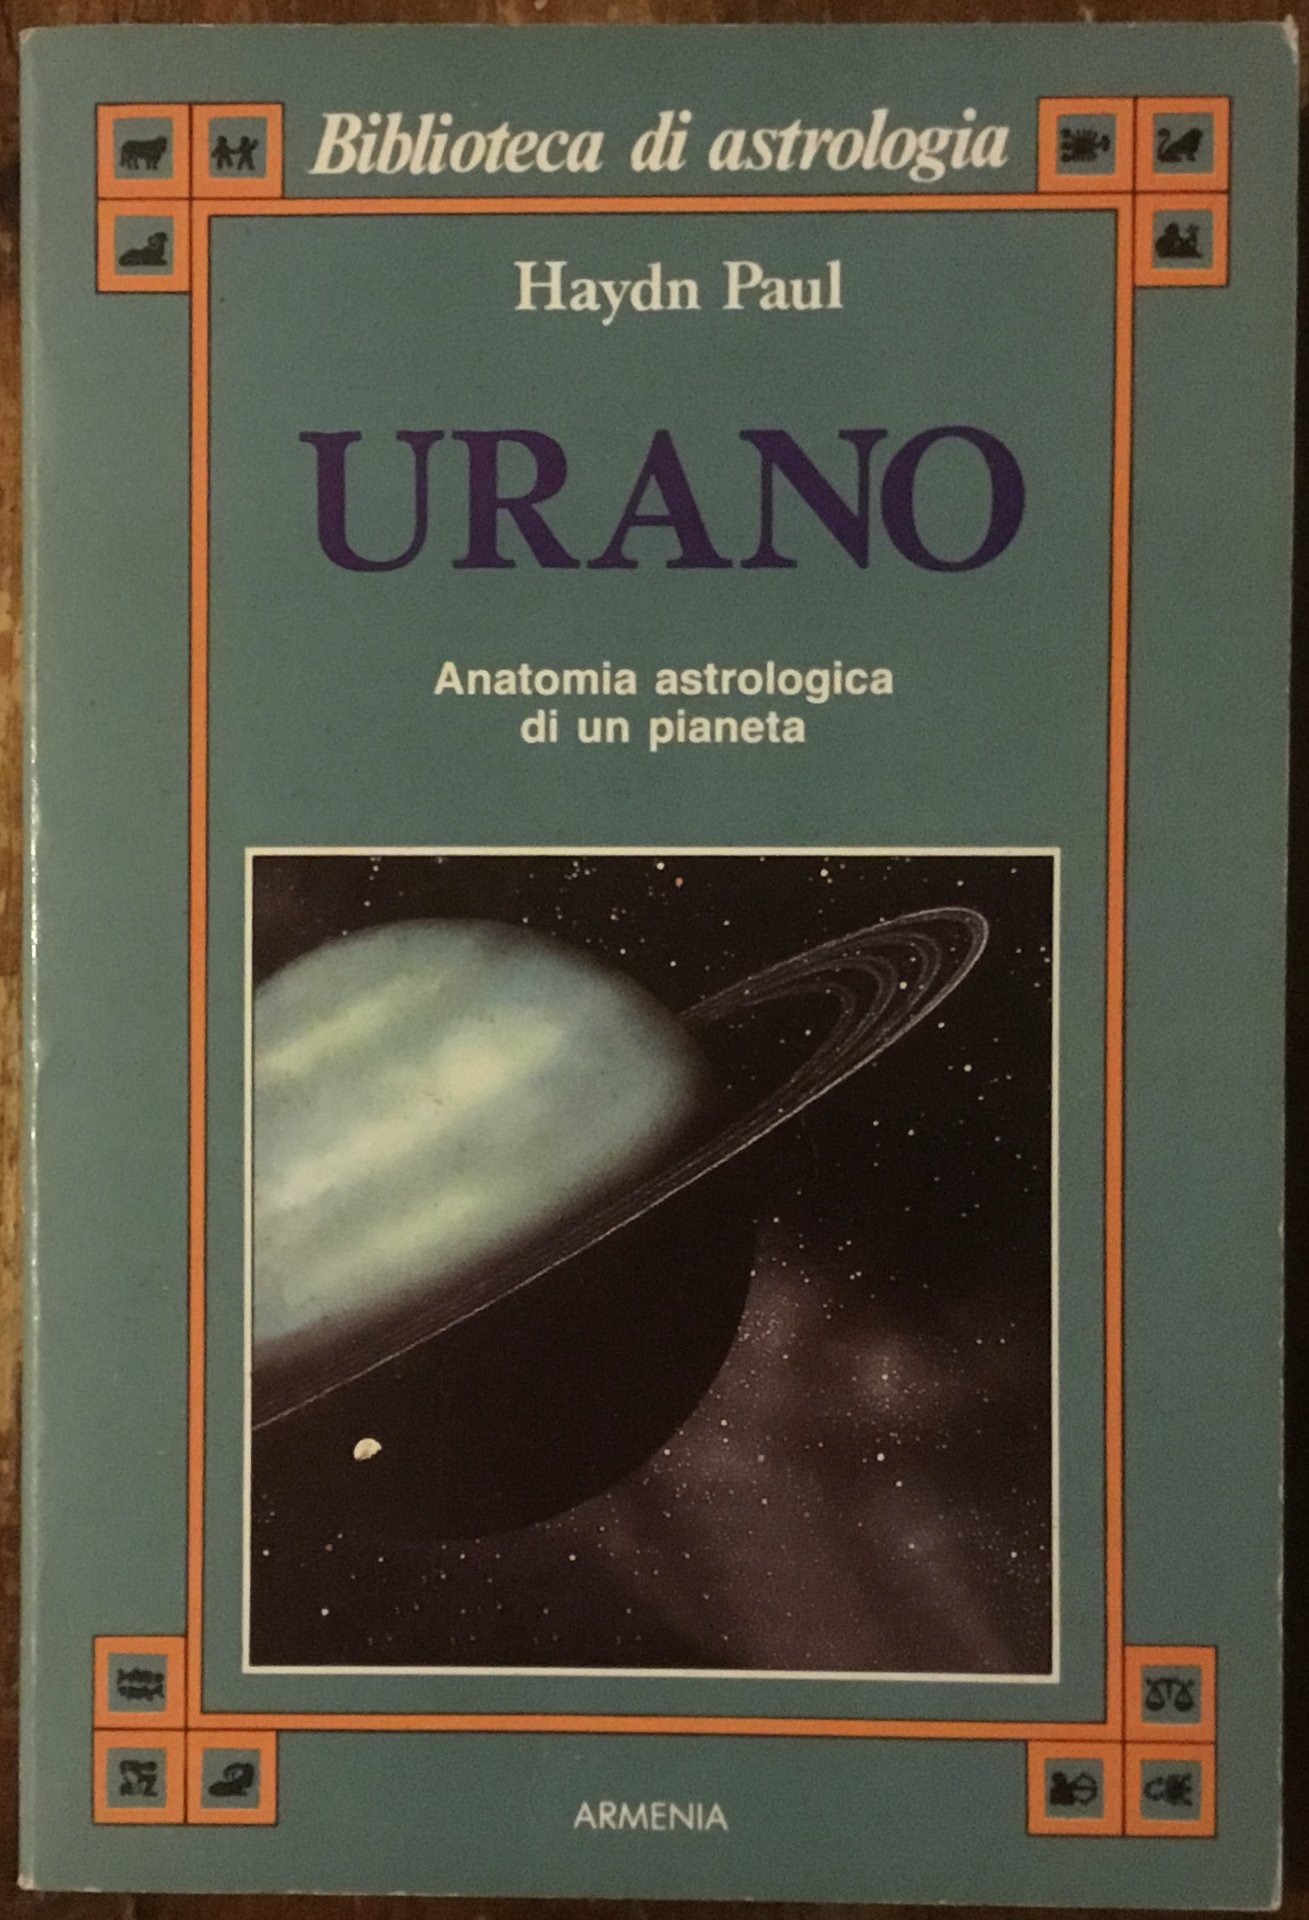 Biblioteca di astrologia
Haydn Paul
URANO
Anatomia astrologica
di un pianeta
ARMENIA